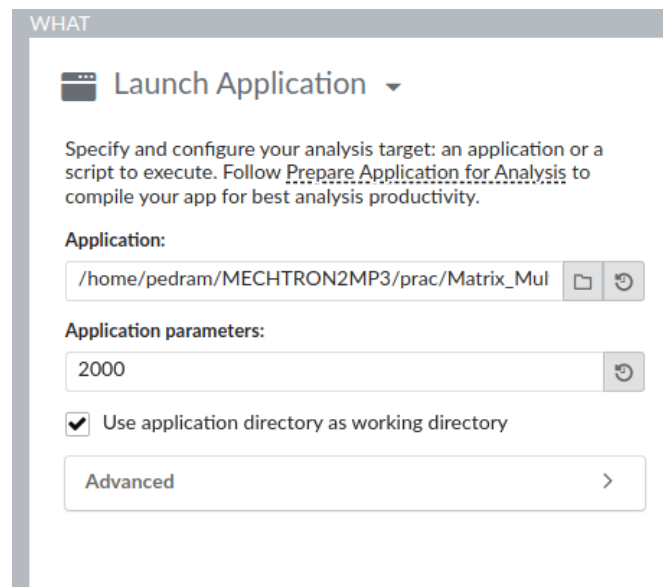 WHAT
Launch Application
Specify and configure your analysis target: an application or a
script to execute. Follow Prepare Application for Analysis to
compile your app for best analysis productivity.
Application:
/home/pedram/MECHTRON2MP3/prac/Matrix_Mul
Application parameters:
2000
Use application directory as working directory
Advanced